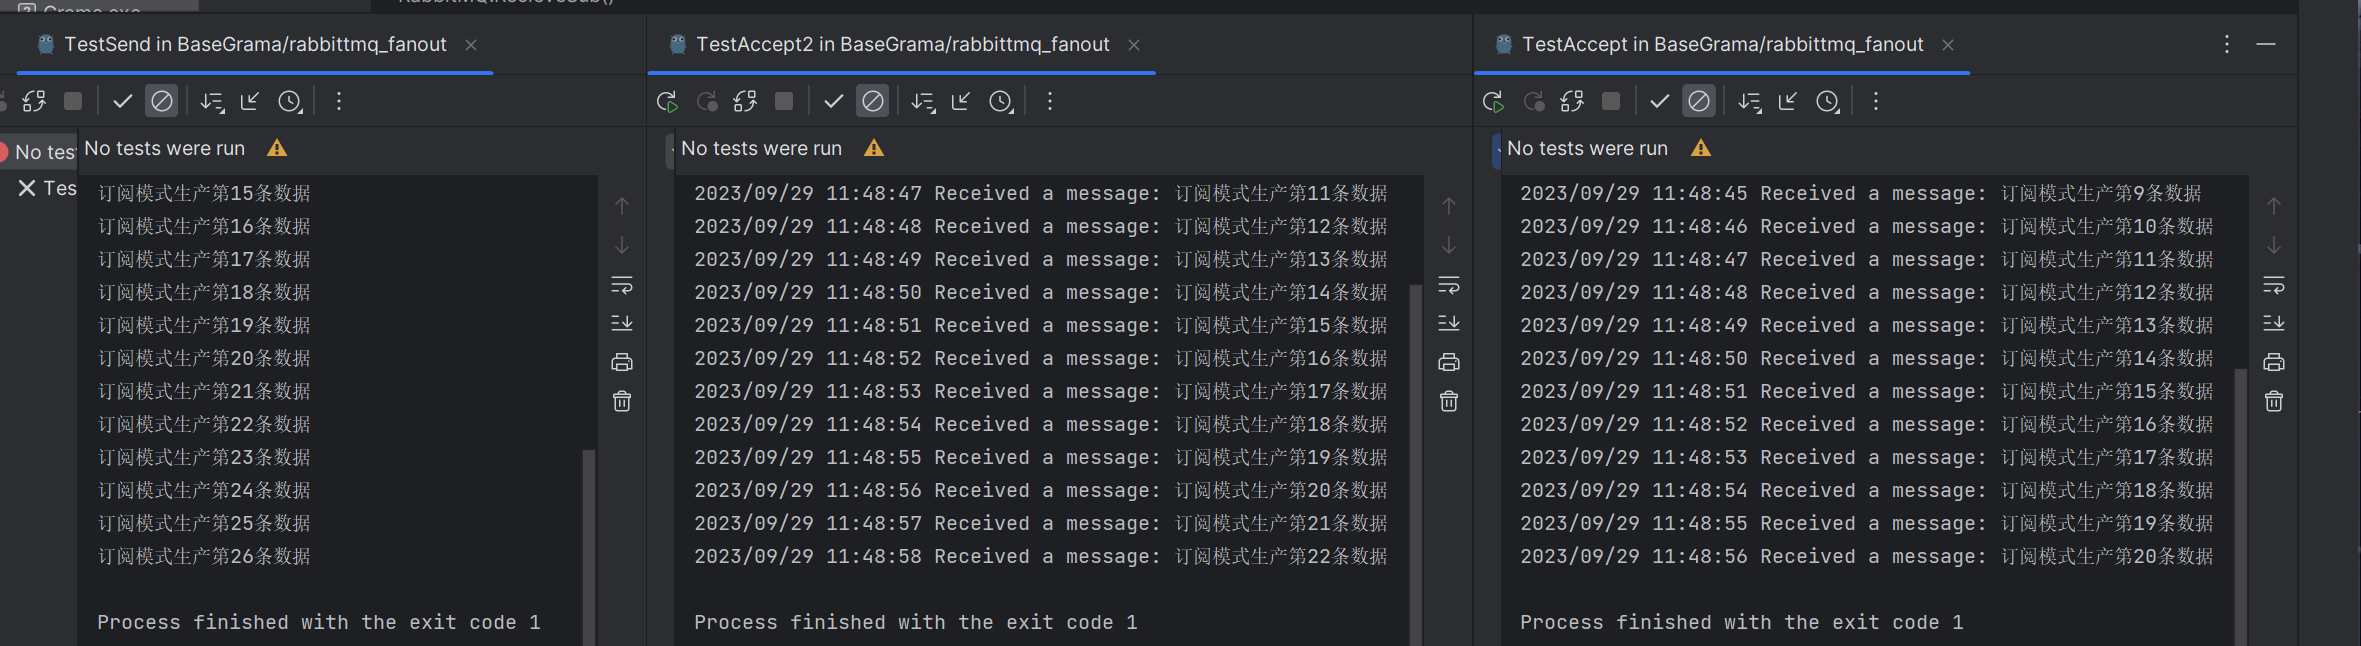 TestSend in BaseGrama/rabbittmq_fanout
No tes
Tes
No tests were run
订阅模式生产第15条数据
订阅模式生产第16条数据
订阅模式生产第17条数据
订阅模式生产第18条数据
订阅模式生产第19条数据
订阅模式生产第20条数据
订阅模式生产第21条数据
订阅模式生产第22条数据
订阅模式生产第23条数据
订阅模式生产第24条数据
订阅模式生产第25条数据
订阅模式生产第26条数据
Process finished with the exit code 1
TestAccept2 in BaseGrama/rabbittmq_fanout
No tests were run
2023/09/29 11:48:47 Received a message: 订阅模式生产第11条数据
2023/09/29 11:48:48 Received a message: 订阅模式生产第12条数据
2023/09/29 11:48:49 Received a message: 订阅模式生产第13条数据
2023/09/29 11:48:50 Received a message: 订阅模式生产第14条数据
2023/09/29 11:48:51 Received a message: 订阅模式生产第15条数据
2023/09/29 11:48:52 Received a message: 订阅模式生产第16条数据
2023/09/29 11:48:53 Received a message: 订阅模式生产第17条数据
2023/09/29 11:48:54 Received a message: 订阅模式生产第18条数据
2023/09/29 11:48:55 Received a message: 订阅模式生产第19条数据
2023/09/29 11:48:56 Received a message: 订阅模式生产第20条数据
2023/09/29 11:48:57 Received a message: 订阅模式生产第21条数据
2023/09/29 11:48:58 Received a message: 订阅模式生产第22条数据
Process finished with the exit code 1
TestAccept in BaseGrama/rabbittmq_fanout
No tests were run
2023/09/29 11:48:45 Received a message: 订阅模式生产第9条数据
2023/09/29 11:48:46 Received a message: 订阅模式生产第10条数据
2023/09/29 11:48:47 Received a message: 订阅模式生产第11条数据
2023/09/29 11:48:48 Received a message: 订阅模式生产第12条数据
2023/09/29 11:48:49 Received a message: 订阅模式生产第13条数据
2023/09/29 11:48:50 Received a message: 订阅模式生产第14条数据
2023/09/29 11:48:51 Received a message: 订阅模式生产第15条数据
2023/09/29 11:48:52 Received a message: 订阅模式生产第16条数据
2023/09/29 11:48:53 Received a message: 订阅模式生产第17条数据
2023/09/29 11:48:54 Received a message: 订阅模式生产第18条数据
2023/09/29 11:48:55 Received a message: 订阅模式生产第19条数据
2023/09/29 11:48:56 Received a message: 订阅模式生产第20条数据
Process finished with the exit code 1